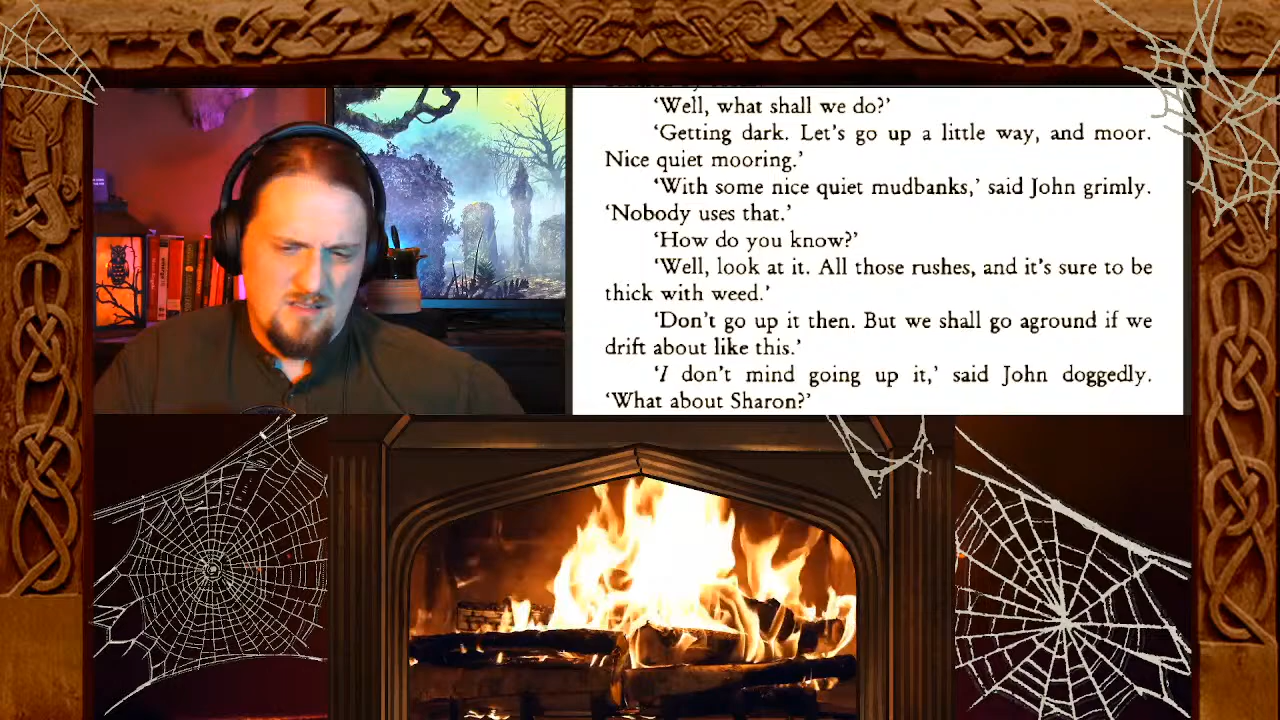 ‘Well, what shall we do?’
‘Getting dark. Let’s go up a little way, and moor.
Nice quiet mooring.’
‘With some nice quiet mudbanks,’ said John grimly.
‘Nobody uses that.’
‘How do you know?’
‘Well, look at it. All those rushes, and it’s sure to be
thick with weed.’
‘Don’t go up it then. But we shall go aground if we
drift about like this.’
‘I don’t mind going up it,’ said John doggedly.
‘What about Sharon?’